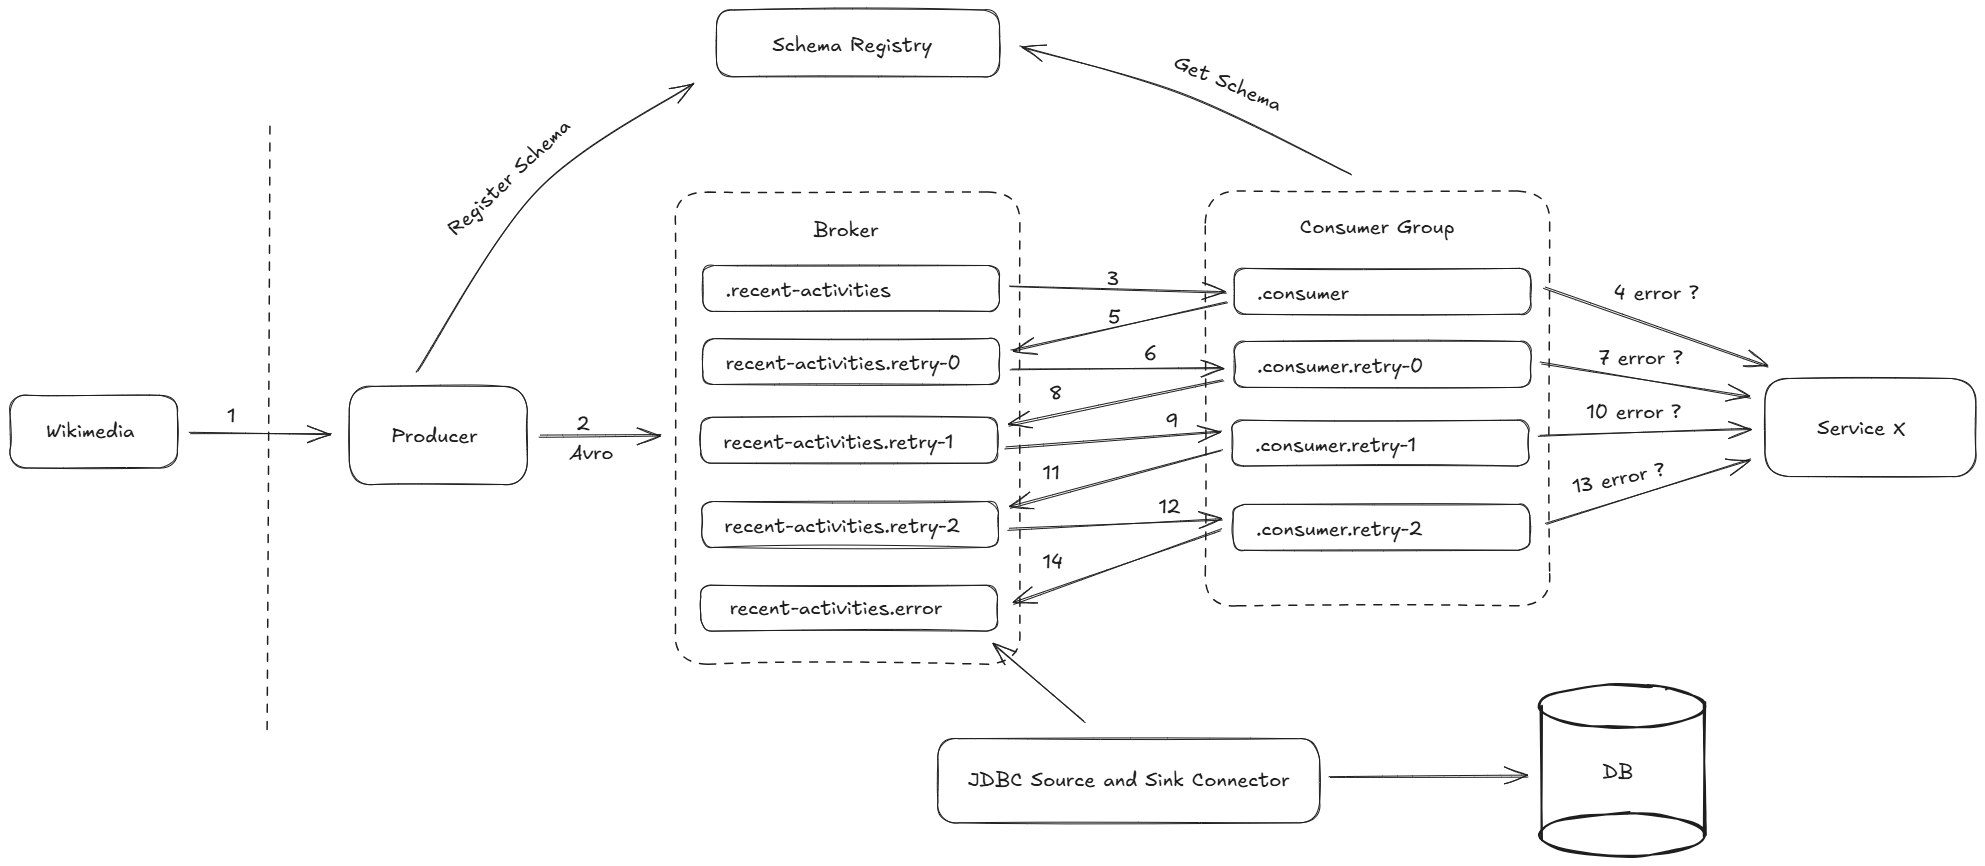 Schema Registry
Get Schema
Register Schema
Broker
Consumer Group
.recent-activities
3
.consumer
4 error ?
5
recent-activities.retry-0
6
.consumer.retry-0
7 error ?
8
Wikimedia
1
Producer
2
Avro
recent-activities.retry-1
9
.consumer.retry-1
10 error ?
Service X
11
recent-activities.retry-2
12
.consumer.retry-2
13 error ?
14
recent-activities.error
JDBC Source and Sink Connector
DB